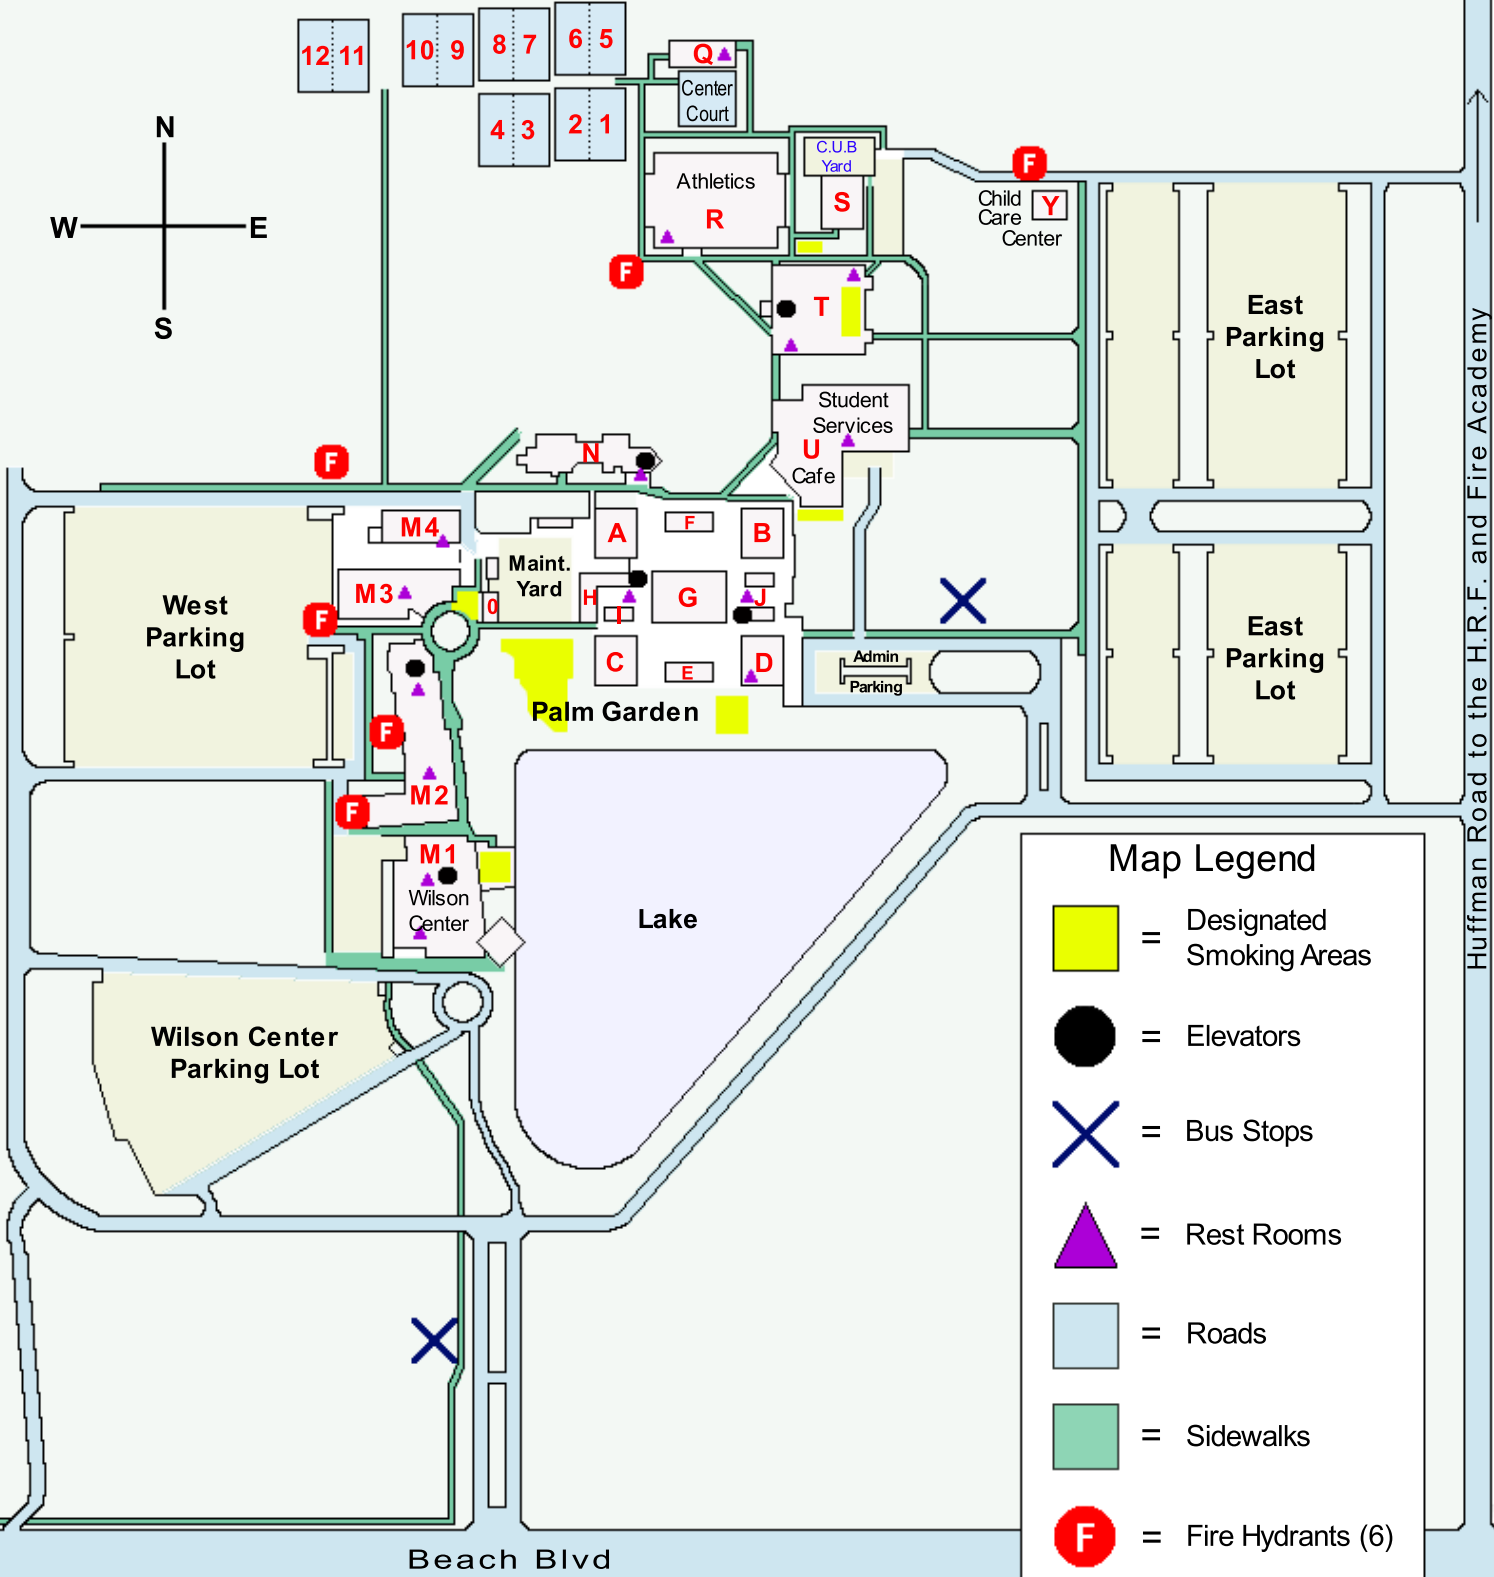 12 11
10 9
8 7
6 5
4 3
2 1
Q
Center
Court
N
W E
S
C.U.B
Yard
Athletics
R
S
F
Child
Care
Center
Y
F
T
East
Parking
Lot
Student
Services
U
Cafe
N
F
M4
A
F
B
Maint.
Yard
M3
0
H
I
G
J
F
West
Parking
Lot
C
E
D
East
Parking
Lot
Admin
Parking
Palm Garden
F
M2
F
M1
Wilson
Center
Lake
Wilson Center
Parking Lot
Huffman Road to the H.R.F. and Fire Academy
Map Legend
= Designated
Smoking Areas
= Elevators
= Bus Stops
= Rest Rooms
= Roads
= Sidewalks
F = Fire Hydrants (6)
Beach Blvd